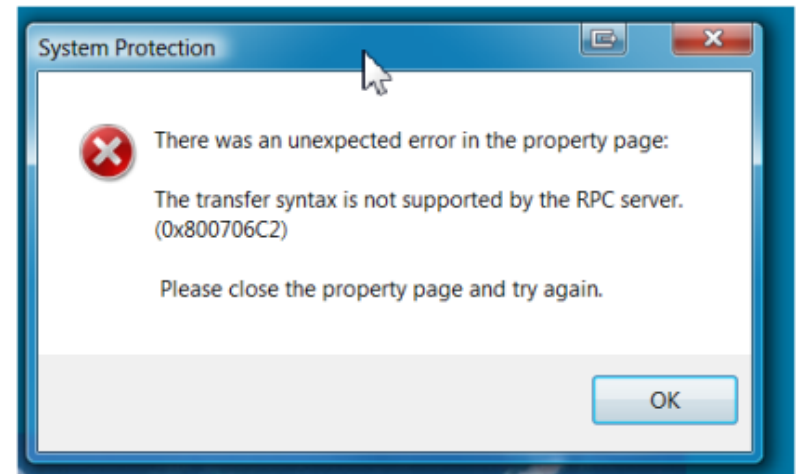 System Protection
There was an unexpected error in the property page:
The transfer syntax is not supported by the RPC server.
(0x800706C2)
Please close the property page and try again.
OK